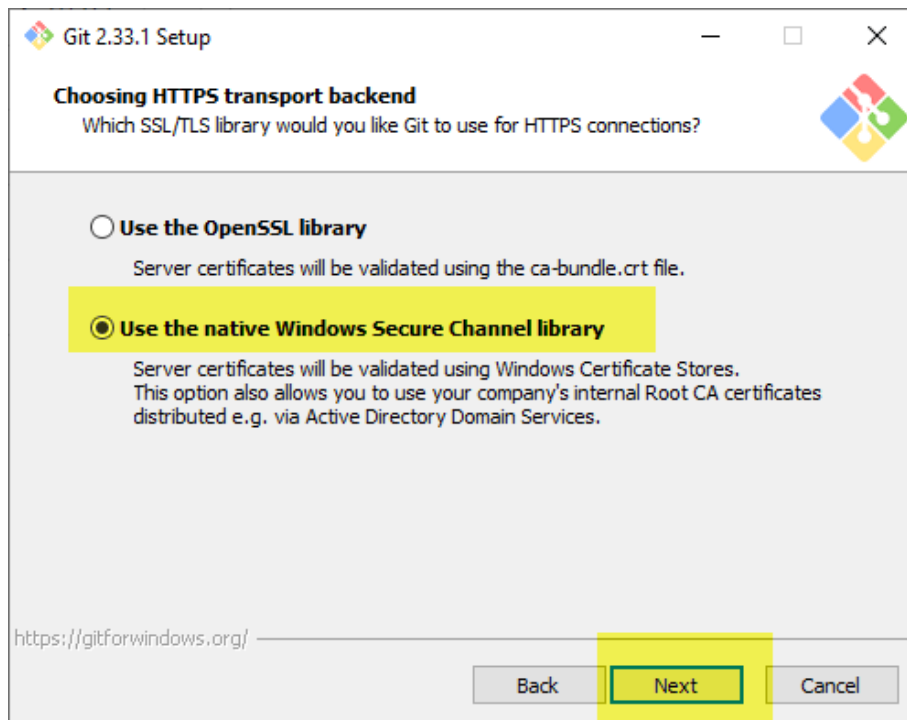 Git 2.33.1 Setup
Choosing HTTPS transport backend
Which SSL/TLS library would you like Git to use for HTTPS connections?
Use the OpenSSL library
Server certificates will be validated using the ca-bundle.crt file.
Use the native Windows Secure Channel library
Server certificates will be validated using Windows Certificate Stores.
This option also allows you to use your company's internal Root CA certificates
distributed e.g. via Active Directory Domain Services.
https://gitforwindows.org/
Back Next Cancel